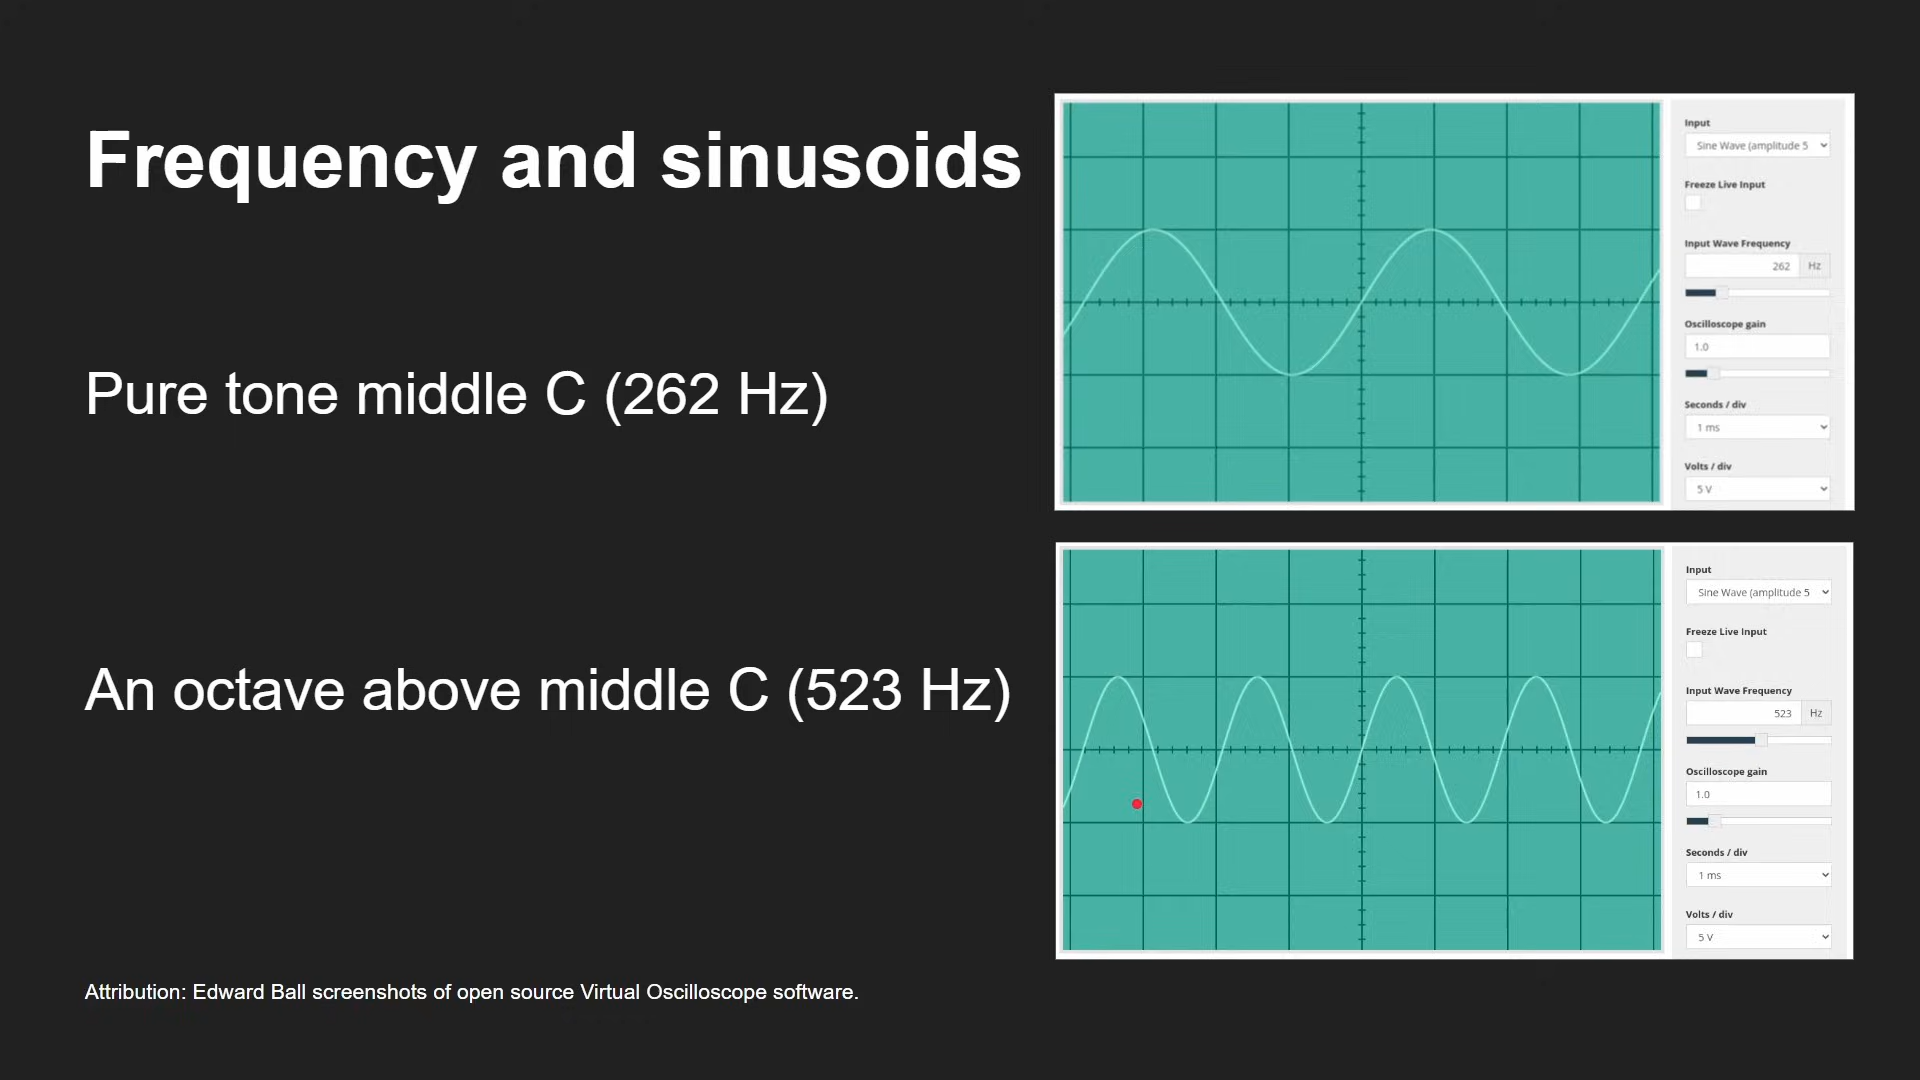 Frequency and sinusoids
Pure tone middle C (262 Hz)
An octave above middle C (523 Hz)
Attribution: Edward Ball screenshots of open source Virtual Oscilloscope software.
Input
Sine Wave (amplitude 5
Freeze Live Input
Input Wave Frequency
262 Hz
Oscilloscope gain
1.0
Seconds / div
1 ms
Volts / div
5 V
Input
Sine Wave (amplitude 5
Freeze Live Input
Input Wave Frequency
523 Hz
Oscilloscope gain
1.0
Seconds / div
1 ms
Volts / div
5 V